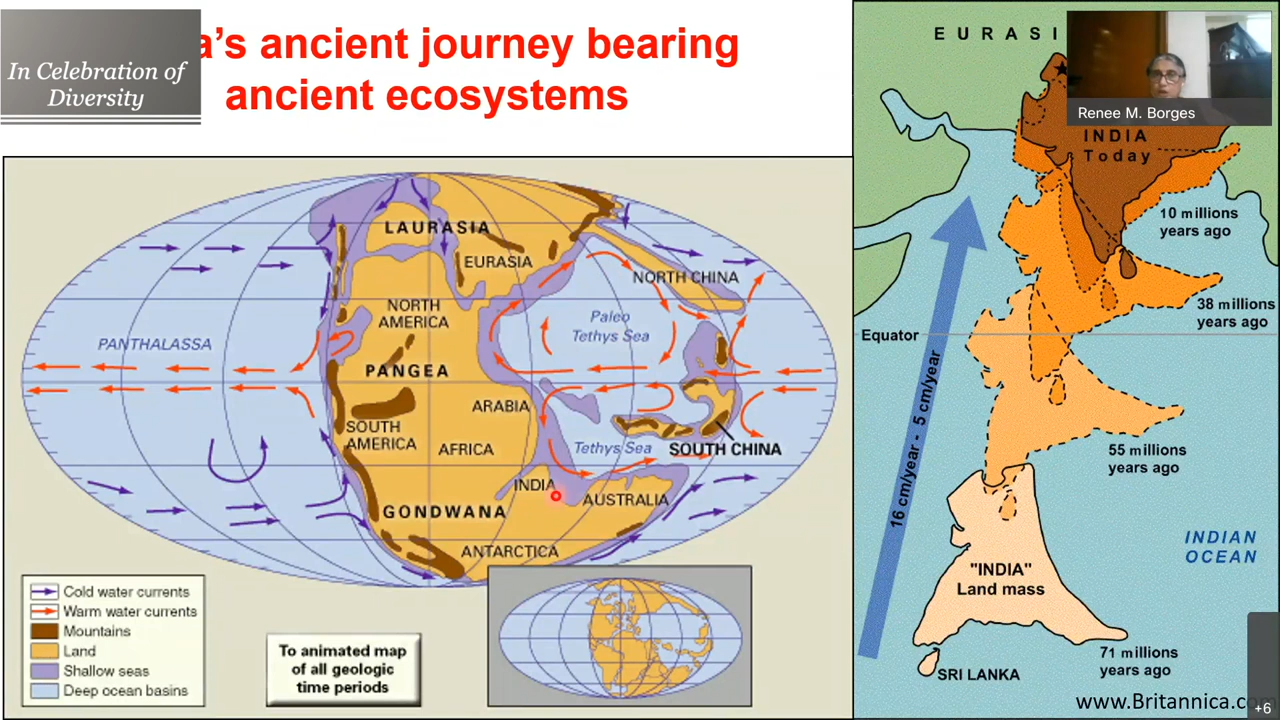 In Celebration of
Diversity
a's ancient journey bearing
ancient ecosystems
LAURASIA
EURASIA
NORTH CHINA
NORTH
AMERICA
Paleo
Tethys Sea
PANTHALASSA
PANGEA
ARABIA
SOUTH
AMERICA
AFRICA
Tethys Sea
SOUTH CHINA
INDIA
AUSTRALIA
GONDWANA
ANTARCTICA
Cold water currents
Warm water currents
Mountains
Land
Shallow seas
Deep ocean basins
To animated map
of all geologic
time periods
EURASI
Renee M. Borges
INDIA
Today
10 millions
years ago
38 millions
years ago
Equator
16 cm/year - 5 cm/year
55 millions
years ago
INDIAN
OCEAN
"INDIA"
Land mass
71 millions
years ago
SRI LANKA
www.Britannica.co
+6